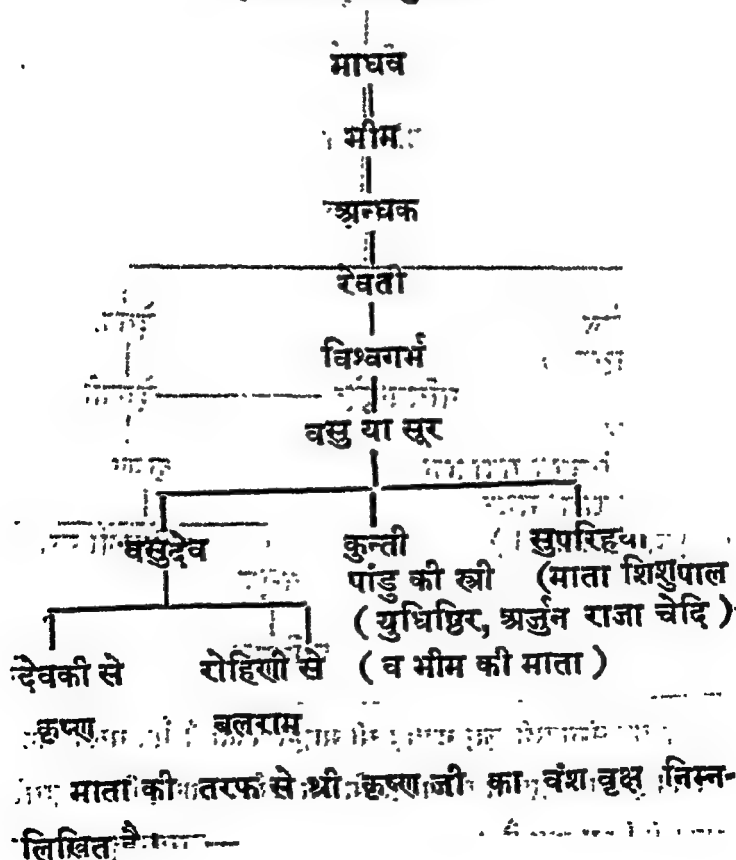 माधव
भीम
अन्धक
रेवती
विश्वगर्भ
वसु या सूर
वसुदेव कुन्ती सुपरिहया
पांडु की स्त्री (माता शिशुपाल
( युधिष्ठिर, अर्जुन राजा चेदि )
देवकी से रोहिणी से ( व भीम की माता )
कृष्ण बलराम
माता की तरफ से श्री कृष्ण जी का वंश वृक्ष निम्न-
लिखित है